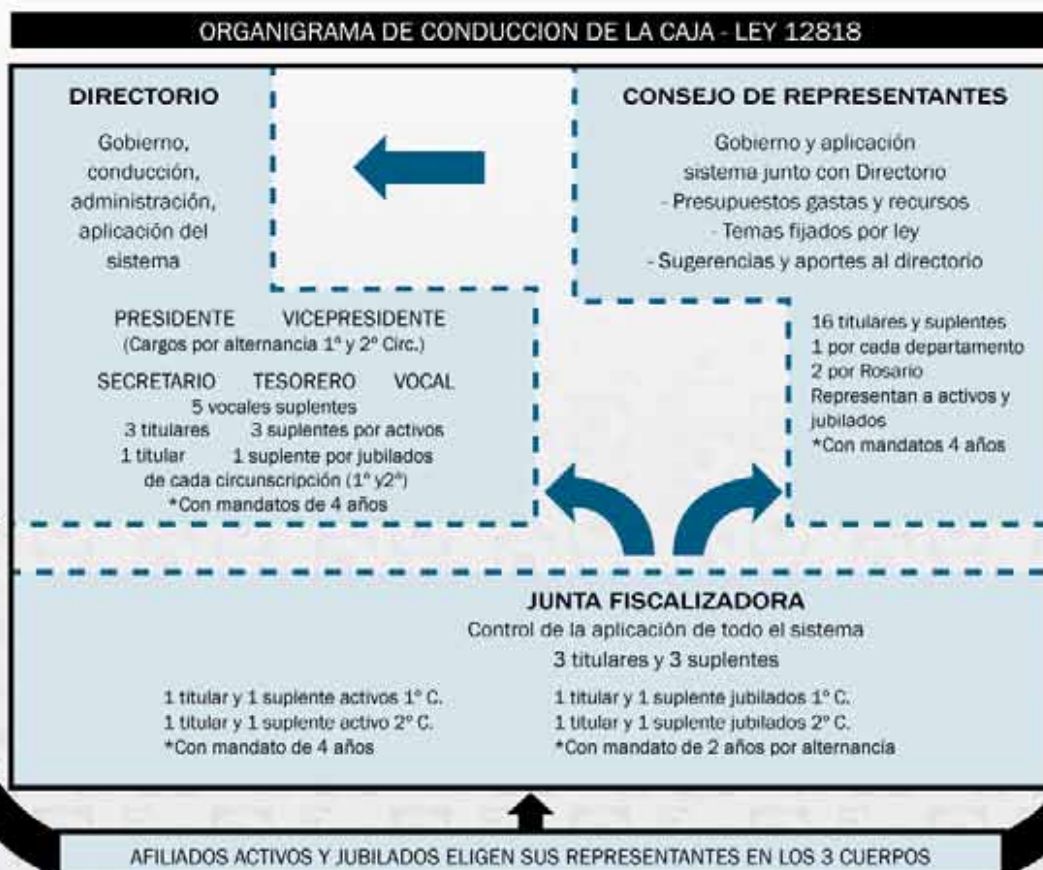 ORGANIGRAMA DE CONDUCCION DE LA CAJA - LEY 12818
DIRECTORIO
Gobierno,
conducción,
administración,
aplicación del
sistema
PRESIDENTE VICEPRESIDENTE
(Cargos por alternancia 1° y 2° Circ.)
SECRETARIO TESORERO VOCAL
5 vocales suplentes
3 titulares 3 suplentes por activos
1 titular 1 suplente por jubilados
de cada circunscripción (1° y2°)
*Con mandatos de 4 años
CONSEJO DE REPRESENTANTES
Gobierno y aplicación
sistema junto con Directorio
- Presupuestos gastas y recursos
- Temas fijados por ley
- Sugerencias y aportes al directorio
16 titulares y suplentes
1 por cada departamento
2 por Rosario
Representan a activos y
jubilados
*Con mandatos 4 años
JUNTA FISCALIZADORA
Control de la aplicación de todo el sistema
3 titulares y 3 suplentes
1 titular y 1 suplente activos 1° C.
1 titular y 1 suplente activo 2° C.
*Con mandato de 4 años
1 titular y 1 suplente jubilados 1° C.
1 titular y 1 suplente jubilados 2° C.
*Con mandato de 2 años por alternancia
AFILIADOS ACTIVOS Y JUBILADOS ELIGEN SUS REPRESENTANTES EN LOS 3 CUERPOS